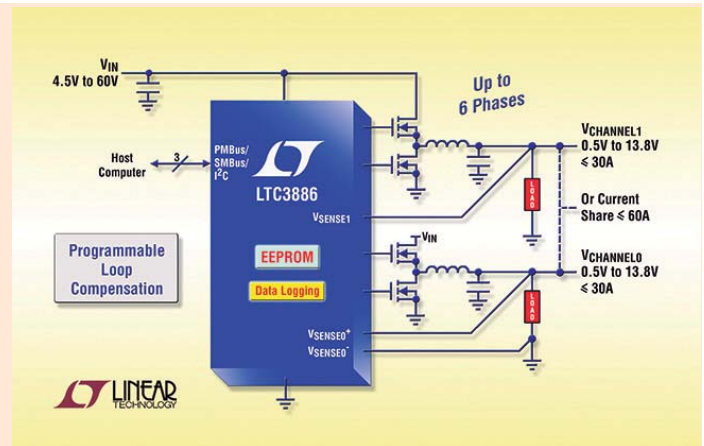 VIN
4.5V to 60V
Up to
6 Phases
VCHANNEL1
0.5V to 13.8V
≤ 30A
Host
Computer
3
PMBus/
SMBus/
I2C
LTC3886
LOAD
Or Current
Share ≤ 60A
VSENSE1
VIN
Programmable
Loop
Compensation
EEPROM
Data Logging
VCHANNEL0
0.5V to 13.8V
≤ 30A
LOAD
VSENSE0+
VSENSE0-
LINEAR
TECHNOLOGY